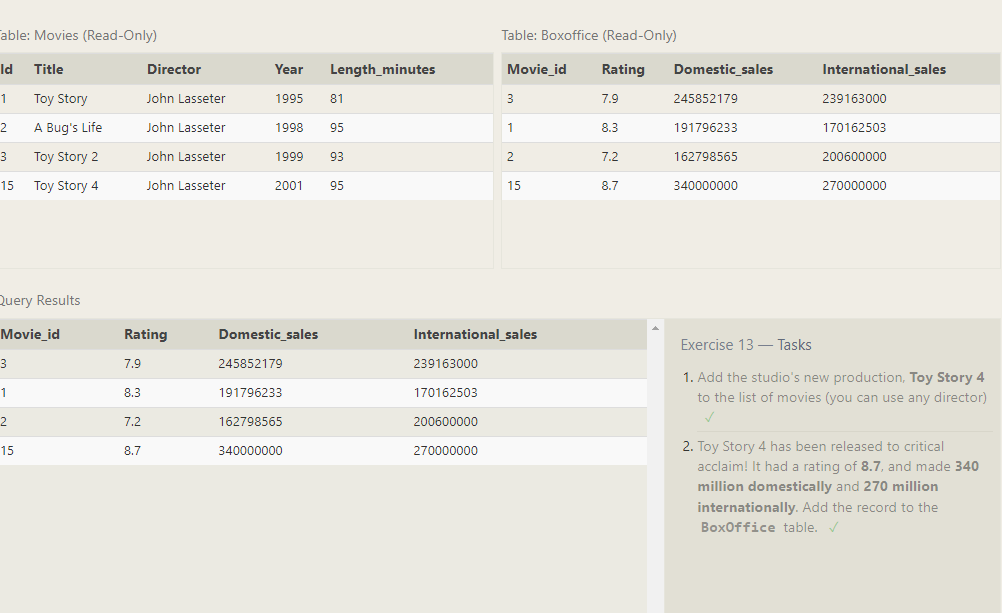 able: Movies (Read-Only)
Table: Boxoffice (Read-Only)
Id Title Director Year Length_minutes
1 Toy Story John Lasseter 1995 81
2 A Bug's Life John Lasseter 1998 95
3 Toy Story 2 John Lasseter 1999 93
15 Toy Story 4 John Lasseter 2001 95
Movie_id Rating Domestic_sales International_sales
3 7.9 245852179 239163000
1 8.3 191796233 170162503
2 7.2 162798565 200600000
15 8.7 340000000 270000000
Query Results
Movie_id Rating Domestic_sales International_sales
3 7.9 245852179 239163000
1 8.3 191796233 170162503
2 7.2 162798565 200600000
15 8.7 340000000 270000000
Exercise 13 — Tasks
1. Add the studio's new production, Toy Story 4
to the list of movies (you can use any director)
✓
2. Toy Story 4 has been released to critical
acclaim! It had a rating of 8.7, and made 340
million domestically and 270 million
internationally. Add the record to the
BoxOffice table. ✓